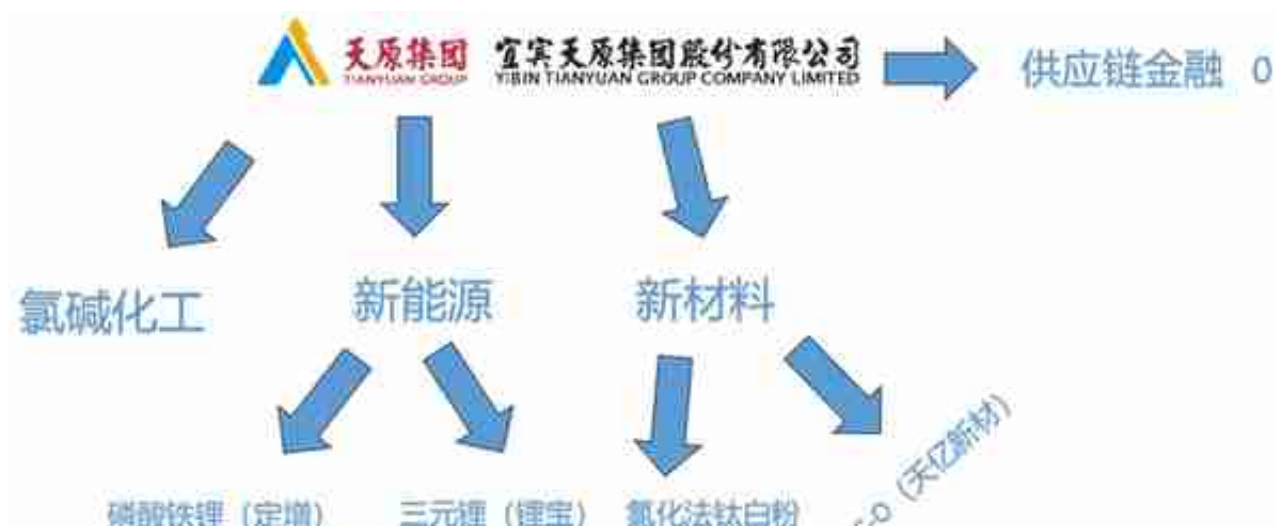 天原集团 宜宾天原集团股份有限公司 供应链金融 0
TIANYUAN GROUP YIBIN TIANYUAN GROUP COMPANY LIMITED
氯碱化工 新能源 新材料
(天亿新材)
磷酸铁锂 (定增) 三元锂 (锂宝) 氯化法钛白粉